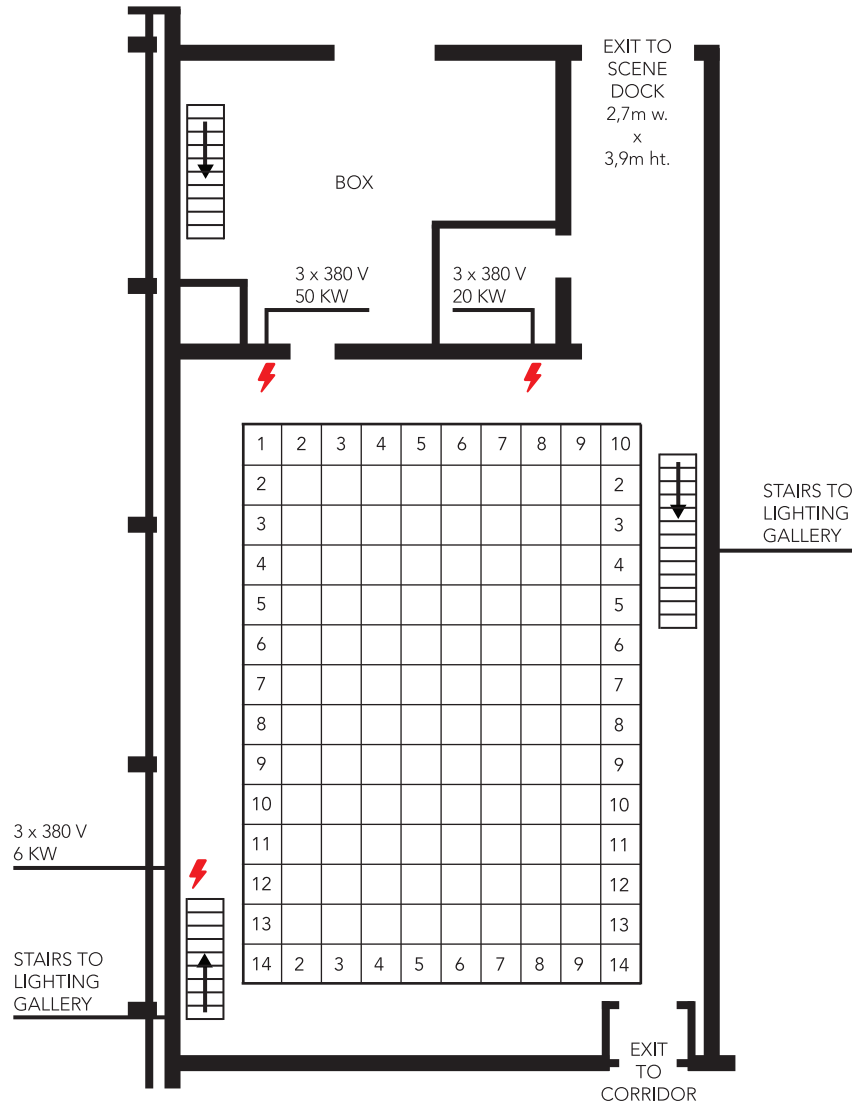 EXIT TO
SCENE
DOCK
2,7m w.
x
3,9m ht.
BOX
3 x 380 V
50 KW
3 x 380 V
20 KW
1 2 3 4 5 6 7 8 9 10
2 2
3 3
4 4
5 5
6 6
7 7
8 8
9 9
10 10
11 11
12 12
13 13
14 2 3 4 5 6 7 8 9 14
STAIRS TO
LIGHTING
GALLERY
3 x 380 V
6 KW
STAIRS TO
LIGHTING
GALLERY
EXIT
TO
CORRIDOR